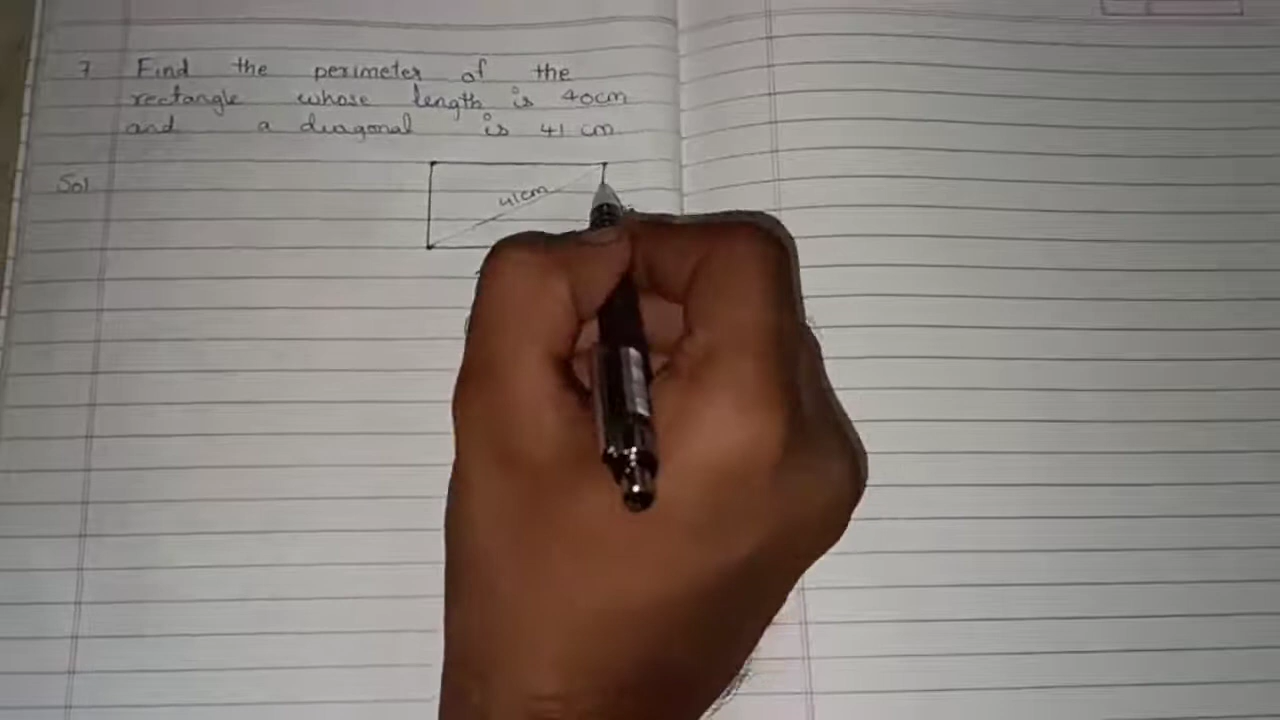 7 Find the perimeter of the
rectangle whose length is 40cm
and a diagonal is 41 cm
Sol
41cm